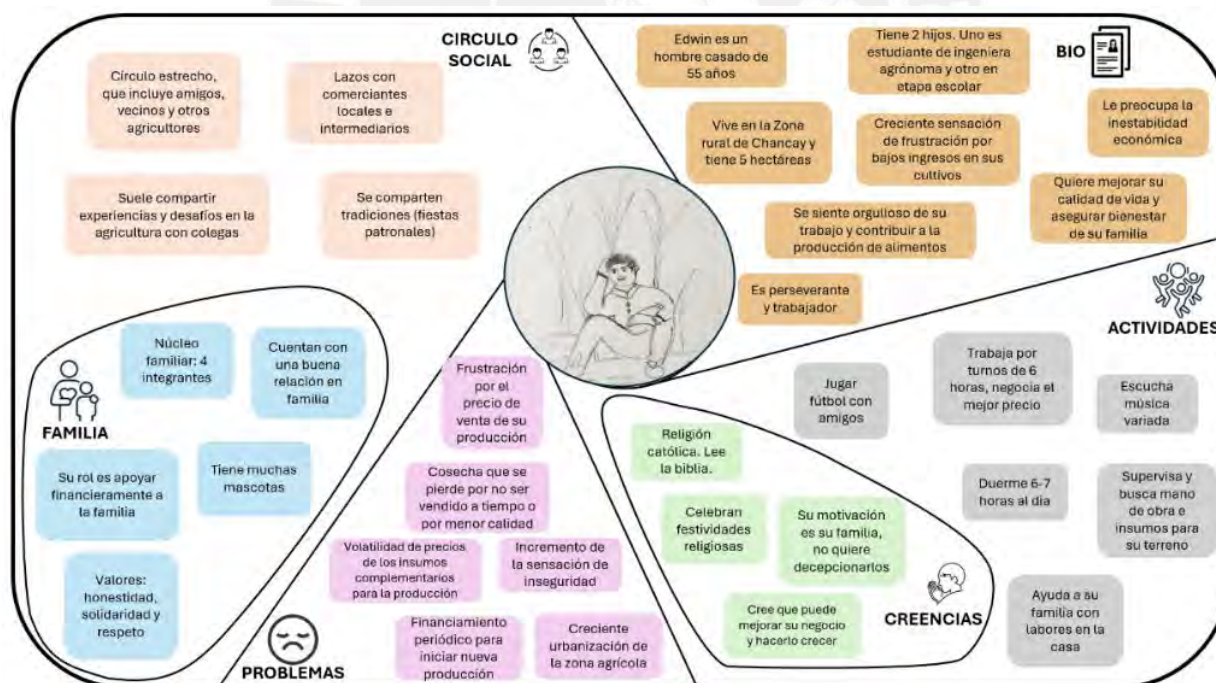 CIRCULO
SOCIAL
Círculo estrecho,
que incluye amigos,
vecinos y otros
agricultores
Lazos con
comerciantes
locales e
intermediarios
Suele compartir
experiencias y desafíos en la
agricultura con colegas
Se comparten
tradiciones (fiestas
patronales)
BIO
Edwin es un
hombre casado de
55 años
Tiene 2 hijos. Uno es
estudiante de ingeniera
agrónoma y otro en
etapa escolar
Le preocupa la
inestabilidad
económica
Vive en la Zona
rural de Chancay y
tiene 5 hectáreas
Creciente sensación
de frustración por
bajos ingresos en sus
cultivos
Quiere mejorar su
calidad de vida y
asegurar bienestar
de su familia
Se siente orgulloso de su
trabajo y contribuir a la
producción de alimentos
Es perseverante
y trabajador
FAMILIA
Núcleo
familiar: 4
integrantes
Cuentan con
una buena
relación en
familia
Su rol es apoyar
financieramente a
la familia
Tiene muchas
mascotas
Valores:
honestidad,
solidaridad y
respeto
PROBLEMAS
Frustración
por el
precio de
venta de su
producción
Cosecha que se
pierde por no ser
vendido a tiempo o
por menor calidad
Volatilidad de precios
de los insumos
complementarios
para la producción
Incremento de
la sensación de
inseguridad
Financiamiento
periódico para
iniciar nueva
producción
Creciente
urbanización de
la zona agrícola
CREENCIAS
Religión
católica. Lee
la biblia.
Celebran
festividades
religiosas
Su motivación
es su familia,
no quiere
decepcionarlos
Cree que puede
mejorar su negocio
y hacerlo crecer
ACTIVIDADES
Jugar
fútbol con
amigos
Trabaja por
turnos de 6
horas, negocia el
mejor precio
Escucha
música
variada
Duerme 6-7
horas al día
Supervisa y
busca mano
de obra e
insumos para
su terreno
Ayuda a su
familia con
labores en la
casa